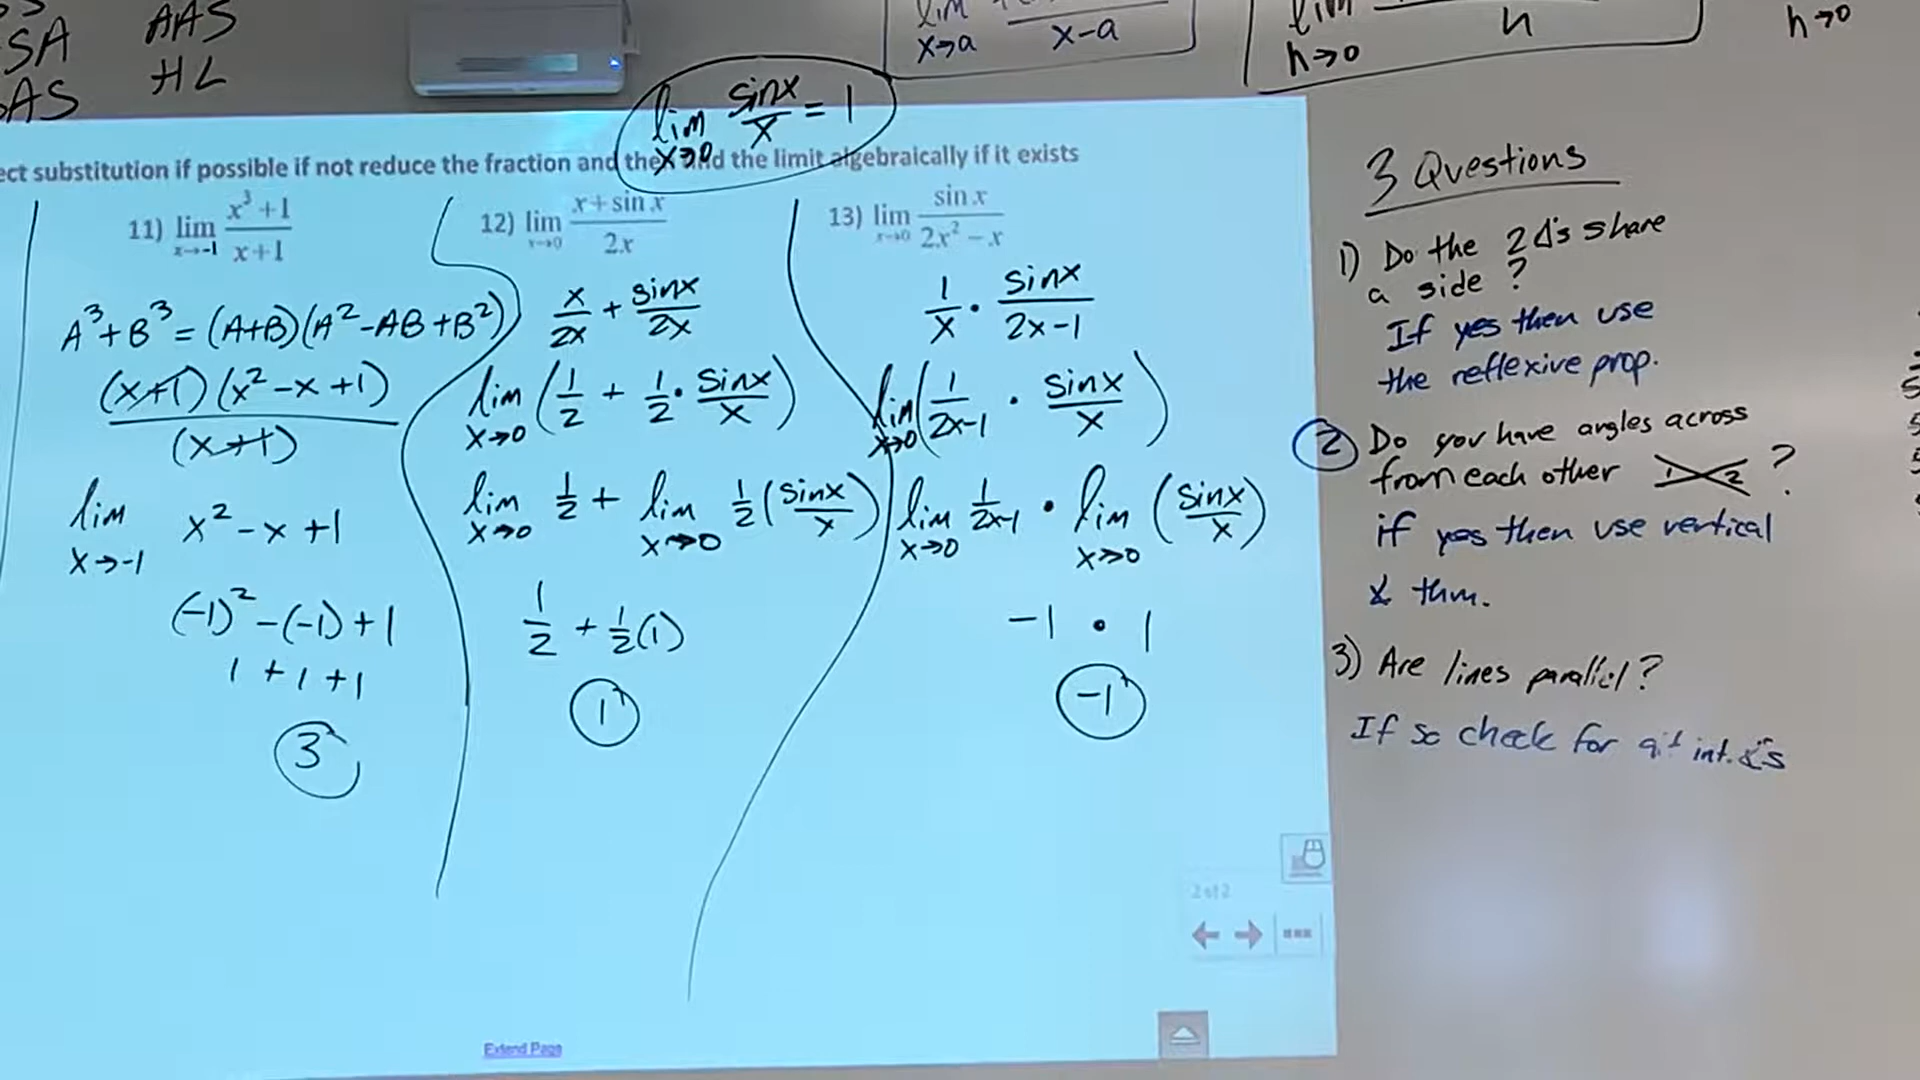 SA
AAS
AS
HL
lim x→a
x-a
lim h→0
h
h→0
lim x→0 sinx/x = 1
ect substitution if possible if not reduce the fraction and the the limit algebraically if it exists
11) lim x→-1 x³+1 / x+1
A³+B³ = (A+B)(A²-AB+B²)
(x+1)(x²-x+1)
(x+1)
lim x→-1 x²-x+1
(-1)²-(-1)+1
1+1+1
3
12) lim x→0 x+sin x / 2x
x/2x + sinx/2x
lim x→0 (1/2 + 1/2 · sinx/x)
lim x→0 1/2 + lim x→0 1/2 (sinx/x)
1/2 + 1/2(1)
1
13) lim x→0 sin x / 2x²-x
1/x · sinx/2x-1
lim x→0 (1/2x-1 · sinx/x)
lim x→0 1/2x-1 · lim x→0 (sinx/x)
-1 · 1
-1
3 Questions
1) Do the 2 Δ's share
a side?
If yes then use
the reflexive prop.
2 Do you have angles across
from each other 1 2 ?
if yes then use vertical
∡ thm.
3) Are lines parallel?
If so check for int. ∡'s
2 of 2
Extend Page